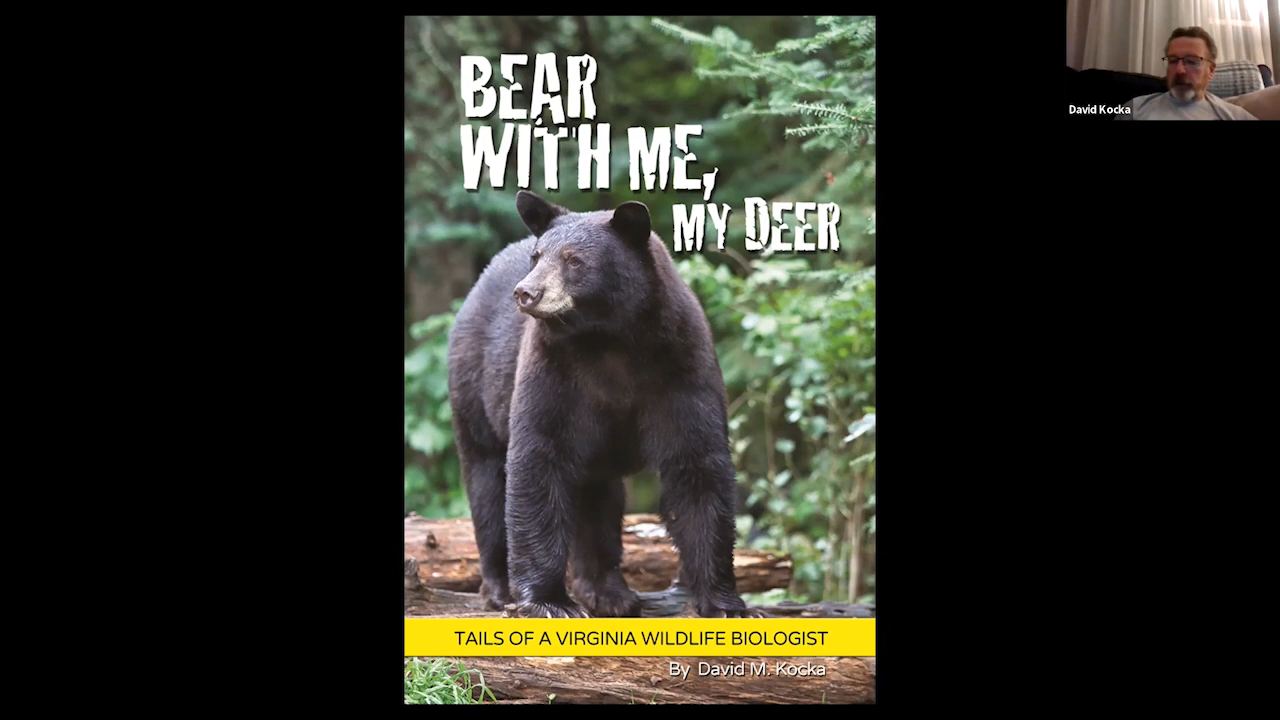 BEAR
WITH ME,
MY DEER
TAILS OF A VIRGINIA WILDLIFE BIOLOGIST
By David M. Kocka
David Kocka